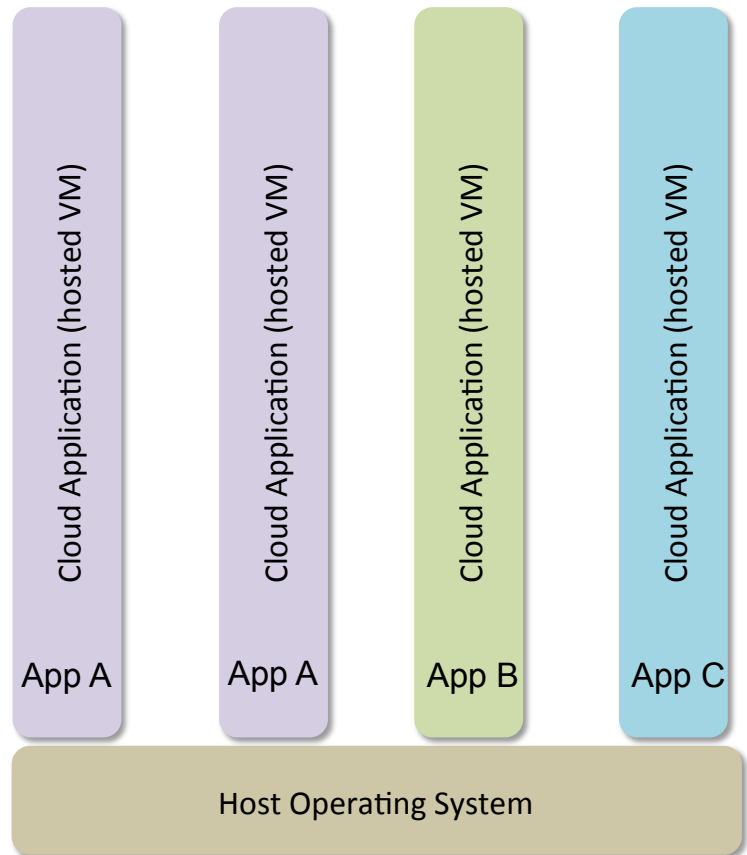 Cloud Application (hosted VM)
App A
Cloud Application (hosted VM)
App A
Cloud Application (hosted VM)
App B
Cloud Application (hosted VM)
App C
Host Operating System